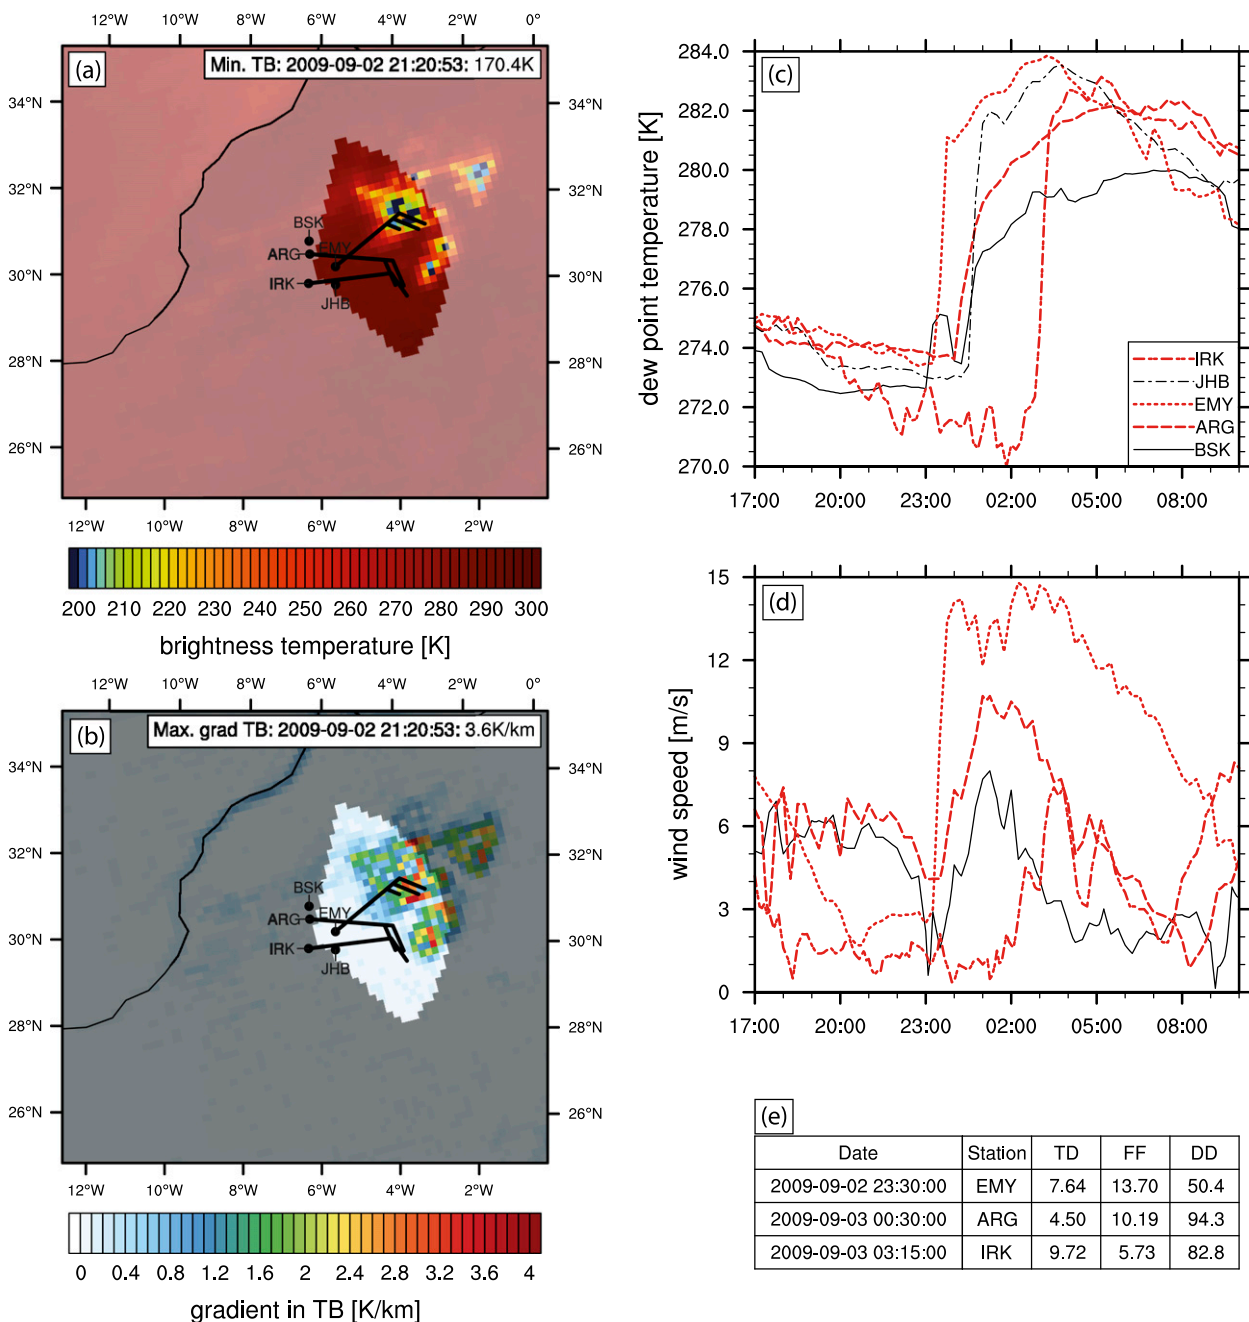 12°W 10°W 8°W 6°W 4°W 2°W 0°
(a)
Min. TB: 2009-09-02 21:20:53: 170.4K
34°N
32°N
30°N
28°N
26°N
34°N
32°N
30°N
28°N
26°N
BSK
EMY
ARG
IRK
JHB
12°W 10°W 8°W 6°W 4°W 2°W
200 210 220 230 240 250 260 270 280 290 300
brightness temperature [K]
12°W 10°W 8°W 6°W 4°W 2°W 0°
(b)
Max. grad TB: 2009-09-02 21:20:53: 3.6K/km
34°N
32°N
30°N
28°N
26°N
34°N
32°N
30°N
28°N
26°N
BSK
EMY
ARG
IRK
JHB
12°W 10°W 8°W 6°W 4°W 2°W
0 0.4 0.8 1.2 1.6 2 2.4 2.8 3.2 3.6 4
gradient in TB [K/km]
(c)
dew point temperature [K]
284.0
282.0
280.0
278.0
276.0
274.0
272.0
270.0
IRK
JHB
EMY
ARG
BSK
17:00 20:00 23:00 02:00 05:00 08:00
(d)
wind speed [m/s]
15
12
9
6
3
0
17:00 20:00 23:00 02:00 05:00 08:00
(e)
Date Station TD FF DD
2009-09-02 23:30:00 EMY 7.64 13.70 50.4
2009-09-03 00:30:00 ARG 4.50 10.19 94.3
2009-09-03 03:15:00 IRK 9.72 5.73 82.8